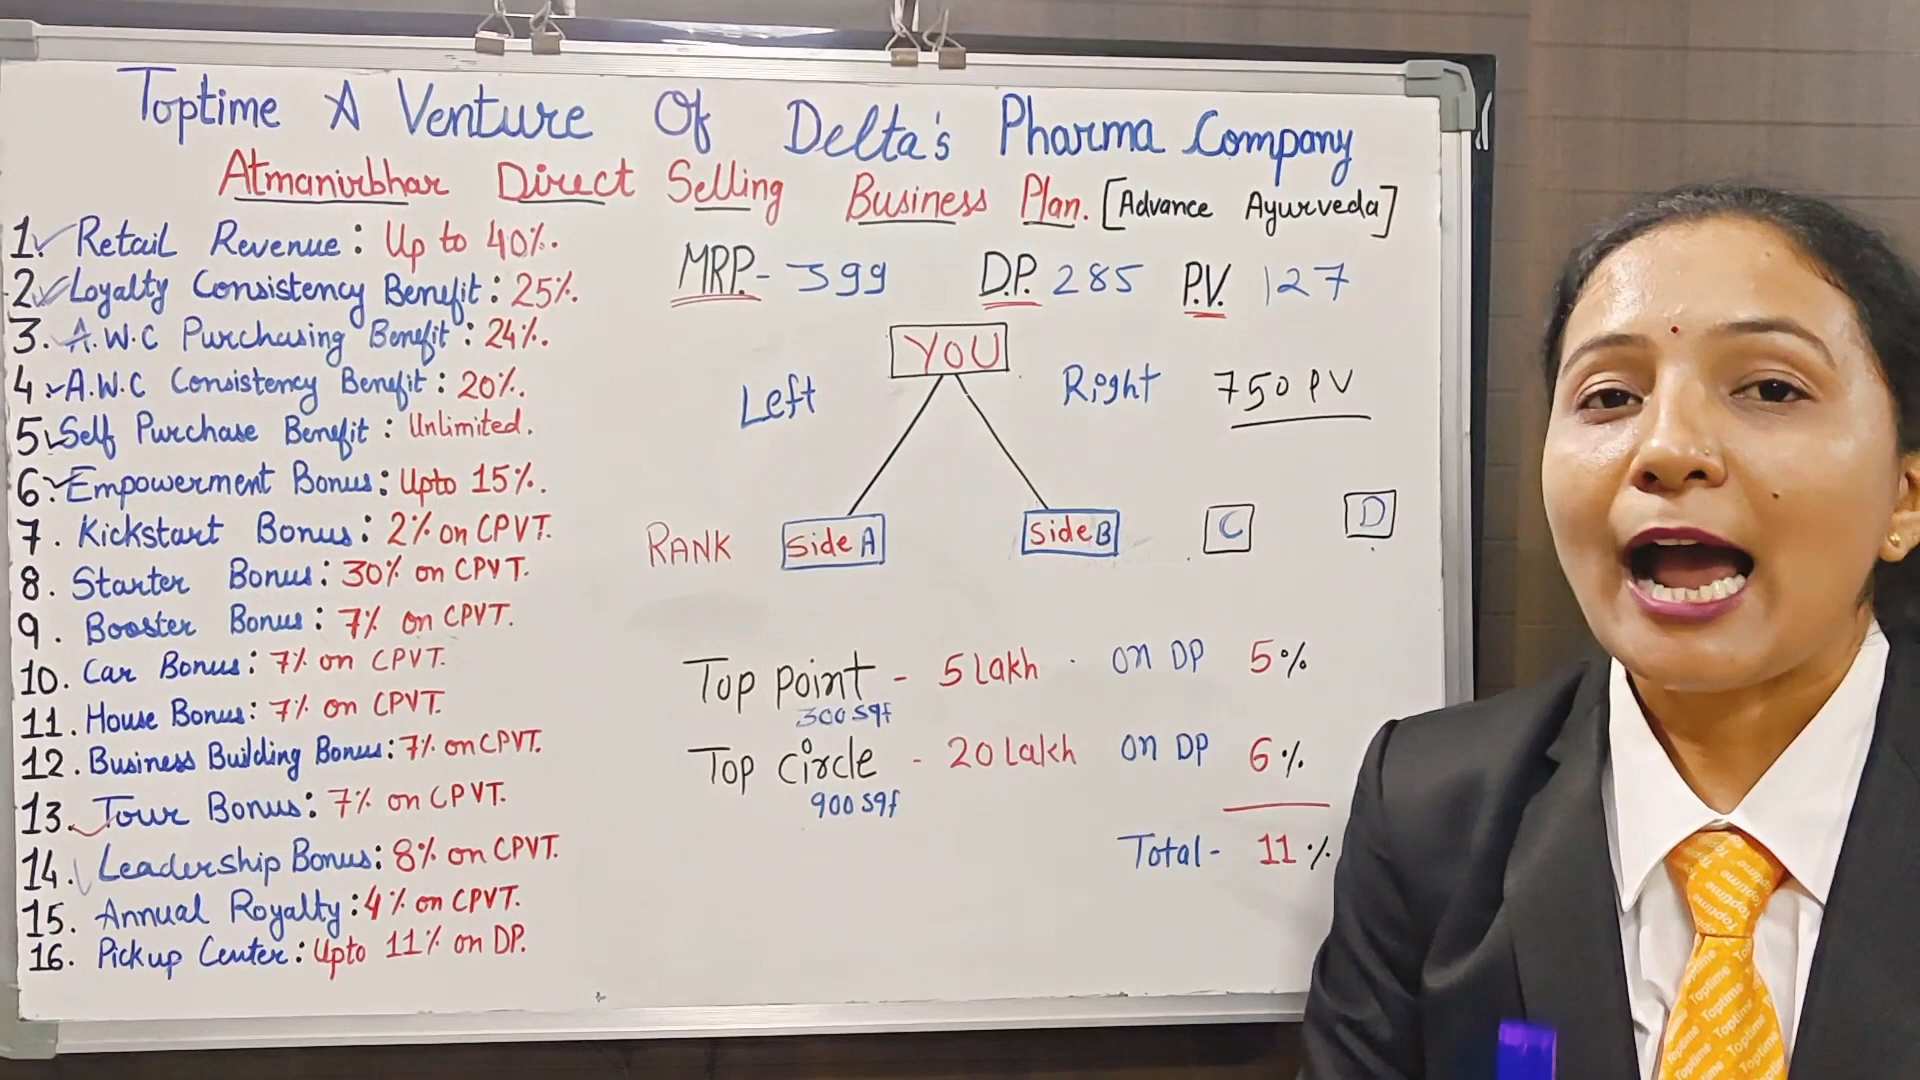 Toptime A Venture Of Delta's Pharma Company
Atmanirbhar Direct Selling Business Plan. [Advance Ayurveda]
1. Retail Revenue: Up to 40%.
2. Loyalty Consistency Benefit: 25%.
3. A.W.C Purchasing Benefit: 24%.
4. A.W.C Consistency Benefit: 20%.
5. Self Purchase Benefit: Unlimited.
6. Empowerment Bonus: Upto 15%.
7. Kickstart Bonus: 2% on CPVT.
8. Starter Bonus: 30% on CPVT.
9. Booster Bonus: 7% on CPVT.
10. Car Bonus: 7% on CPVT.
11. House Bonus: 7% on CPVT.
12. Business Building Bonus: 7% on CPVT.
13. Tour Bonus: 7% on CPVT.
14. Leadership Bonus: 8% on CPVT.
15. Annual Royalty: 4% on CPVT.
16. Pickup Center: Upto 11% on DP.
MRP.- 399 D.P. 285 P.V. 127
YOU
Left Right 750 PV
RANK Side A Side B C D
Top point - 5 Lakh on DP 5%
300 Sqf
Top circle - 20 Lakh on DP 6%
900 Sqf
Total- 11%
Toptime
Toptime
Toptime
Toptime